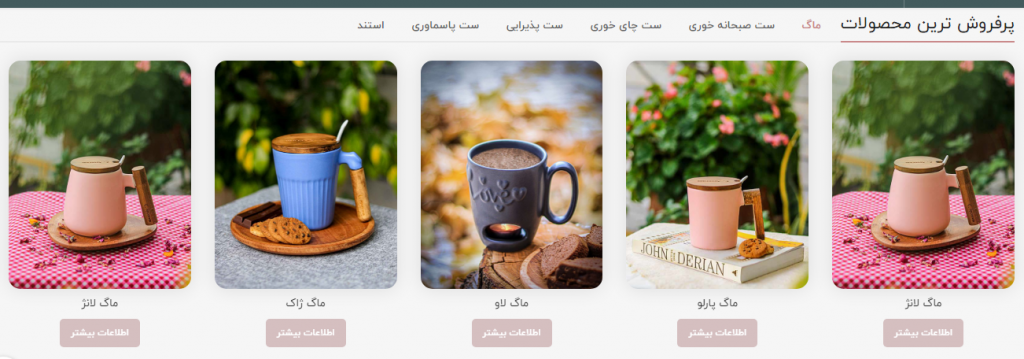 پرفروش ترین محصولات ماگ ست صبحانه خوری ست چای خوری ست پذیرایی ست پاسماوری استند
JOHN DERIAN
ماگ لانژ ماگ پارلو ماگ لاو ماگ ژاک ماگ لانژ
اطلاعات بیشتر اطلاعات بیشتر اطلاعات بیشتر اطلاعات بیشتر اطلاعات بیشتر